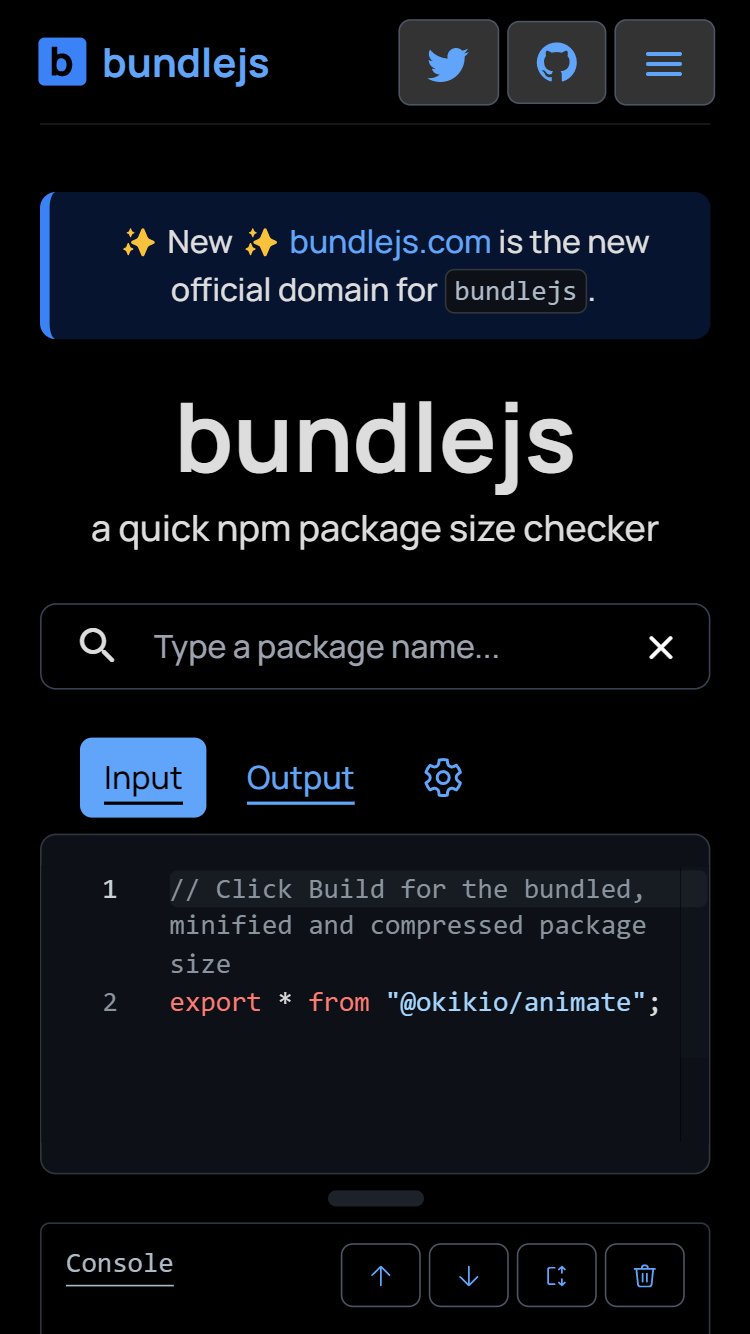 b bundlejs
✨ New ✨ bundlejs.com is the new
official domain for bundlejs.
bundlejs
a quick npm package size checker
Type a package name...
Input Output
1 // Click Build for the bundled,
minified and compressed package
size
2 export * from "@okikio/animate";
Console